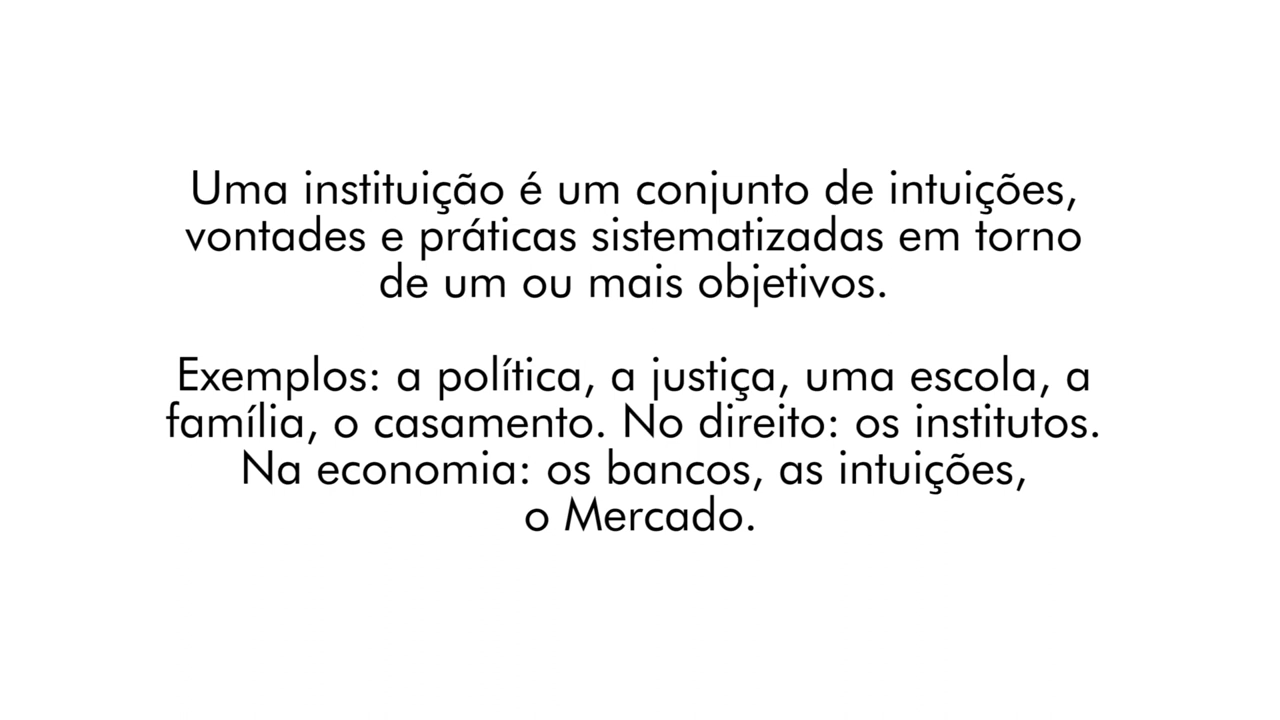 Uma instituição é um conjunto de intuições,
vontades e práticas sistematizadas em torno
de um ou mais objetivos.
Exemplos: a política, a justiça, uma escola, a
família, o casamento. No direito: os institutos.
Na economia: os bancos, as intuições,
o Mercado.